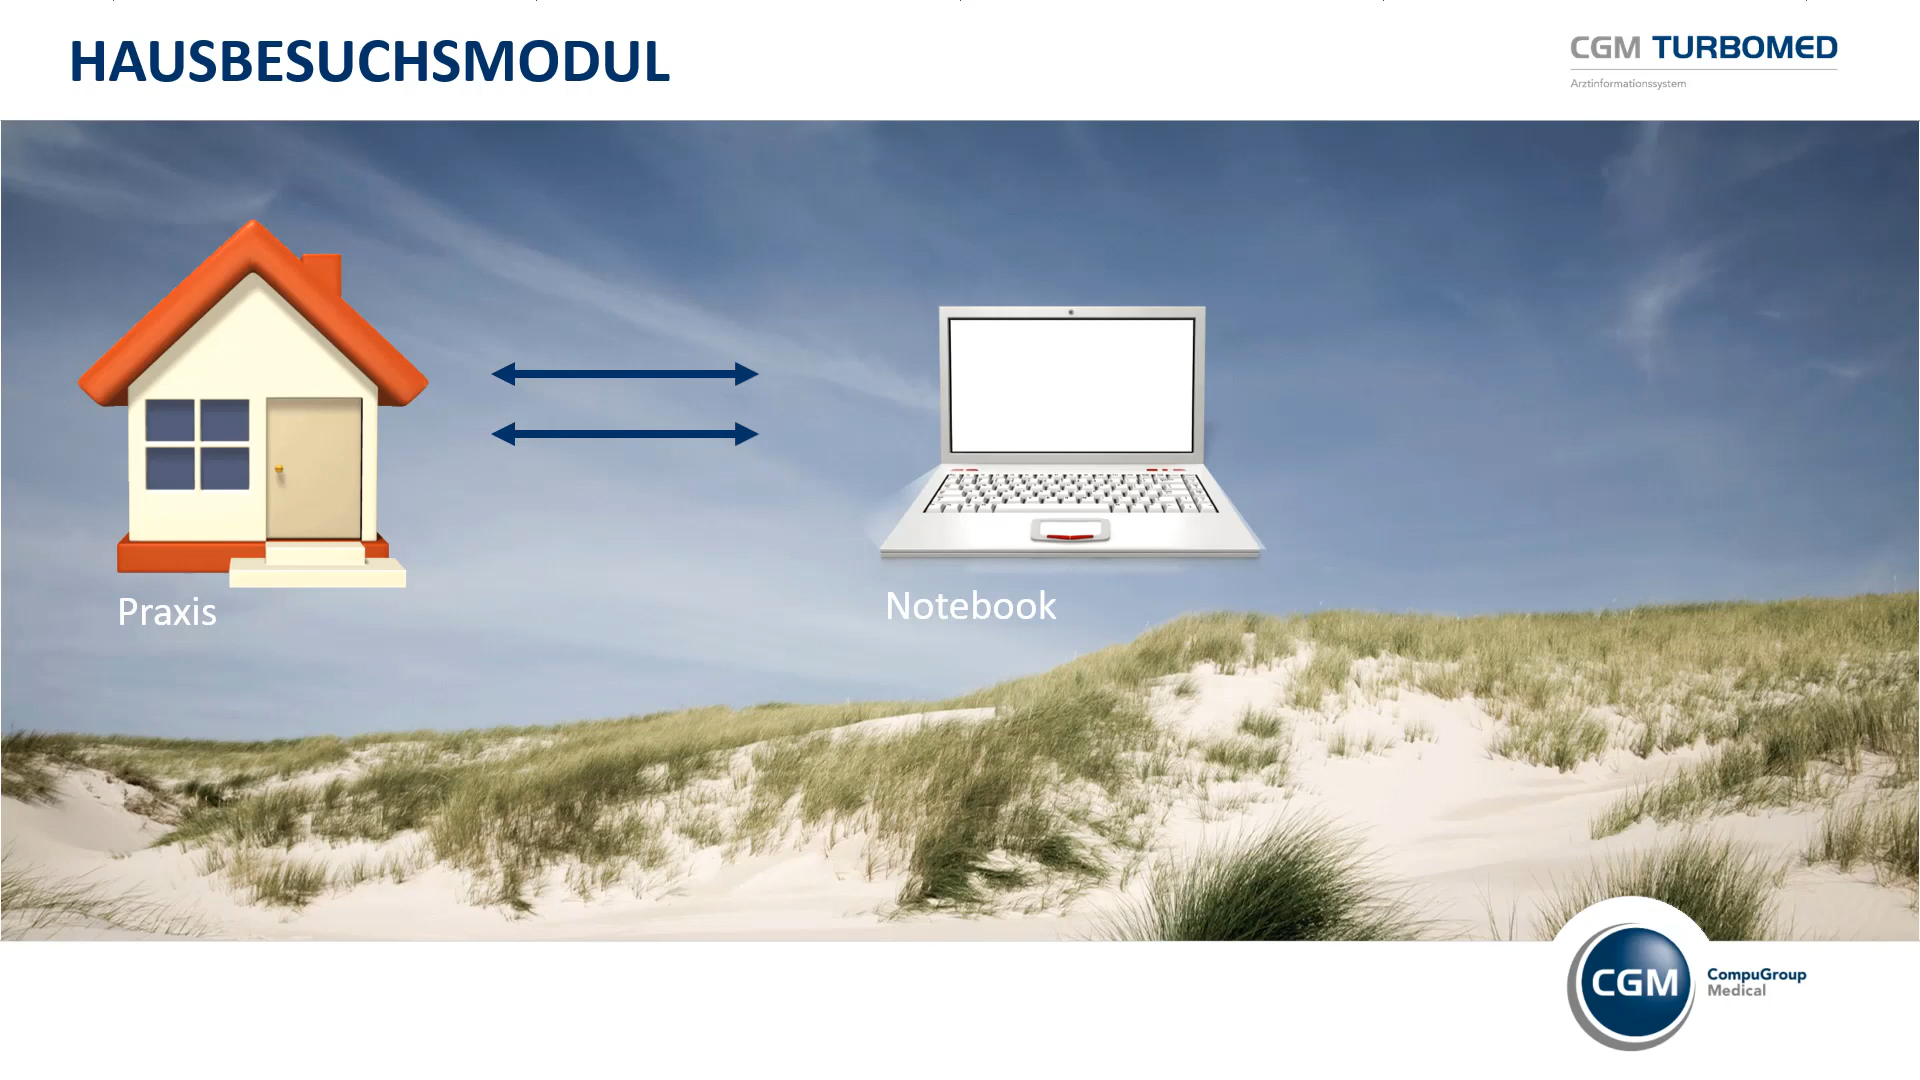 HAUSBESUCHSMODUL
CGM TURBOMED
Arztinformationssystem
Praxis
Notebook
CGM
CompuGroup
Medical